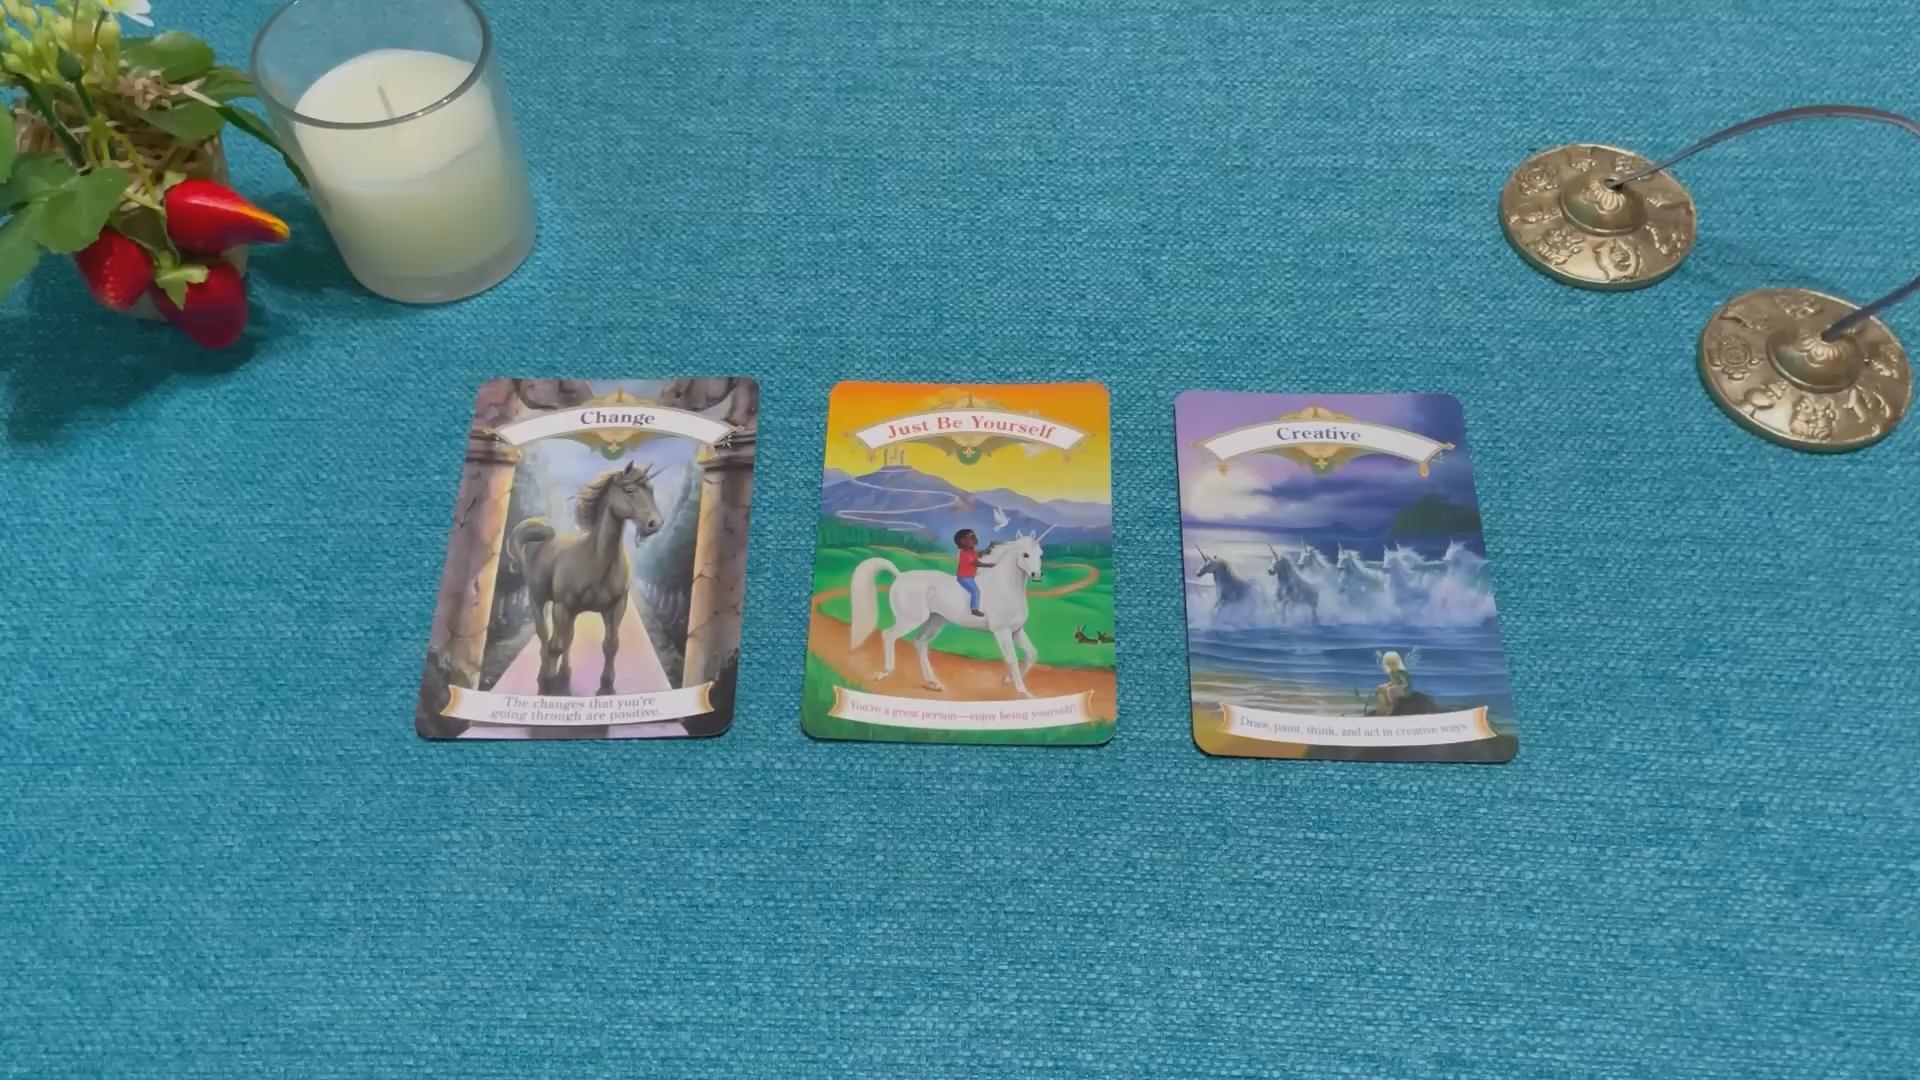 Change
The changes that you're
going through are positive.
Just Be Yourself
You're a great person—enjoy being yourself!
Creative
Draw, paint, think, and act in creative ways.